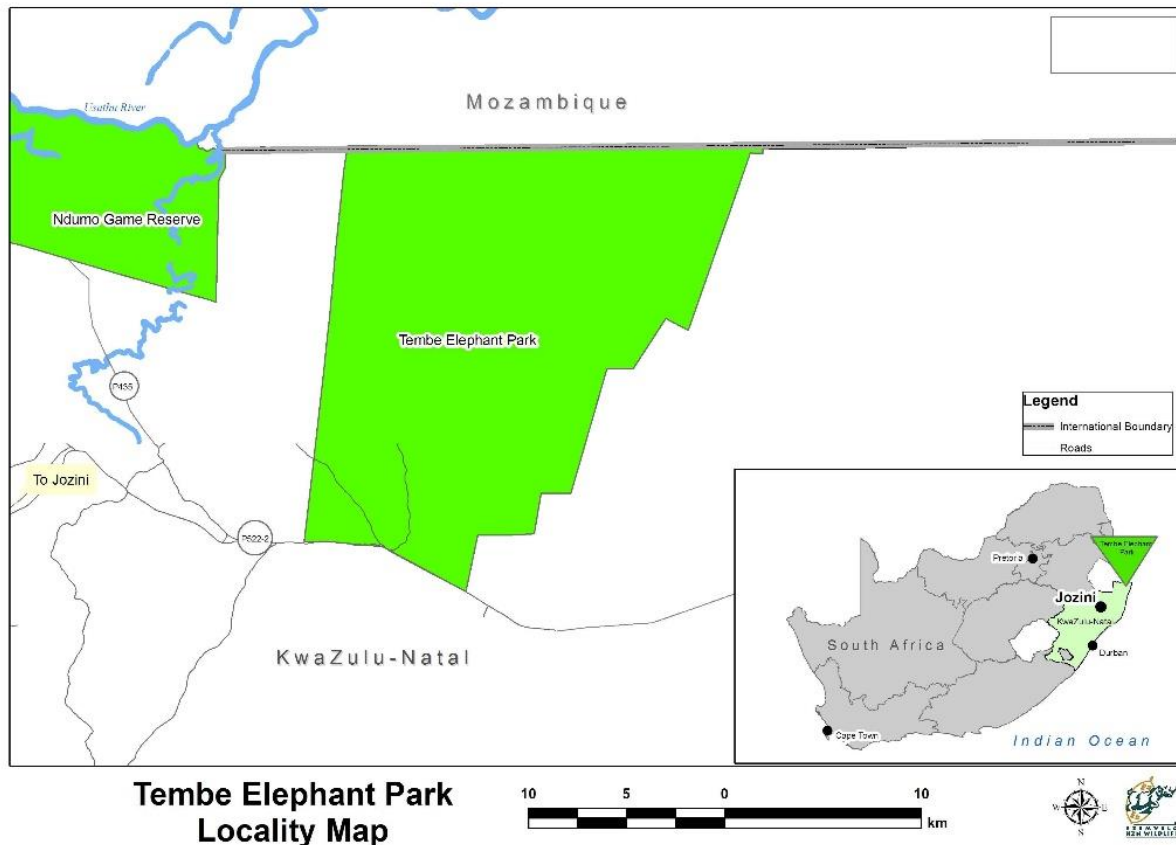 Usuthu River
Mozambique
Ndumo Game Reserve
Tembe Elephant Park
P435
To Jozini
P522-2
KwaZulu-Natal
Legend
International Boundary
Roads
Tembe Elephant
Park
Pretoria
Jozini
KwaZulu-Natal
South Africa
Durban
Cape Town
Indian Ocean
Tembe Elephant Park
Locality Map
10 5 0 10
km
N
W E
S